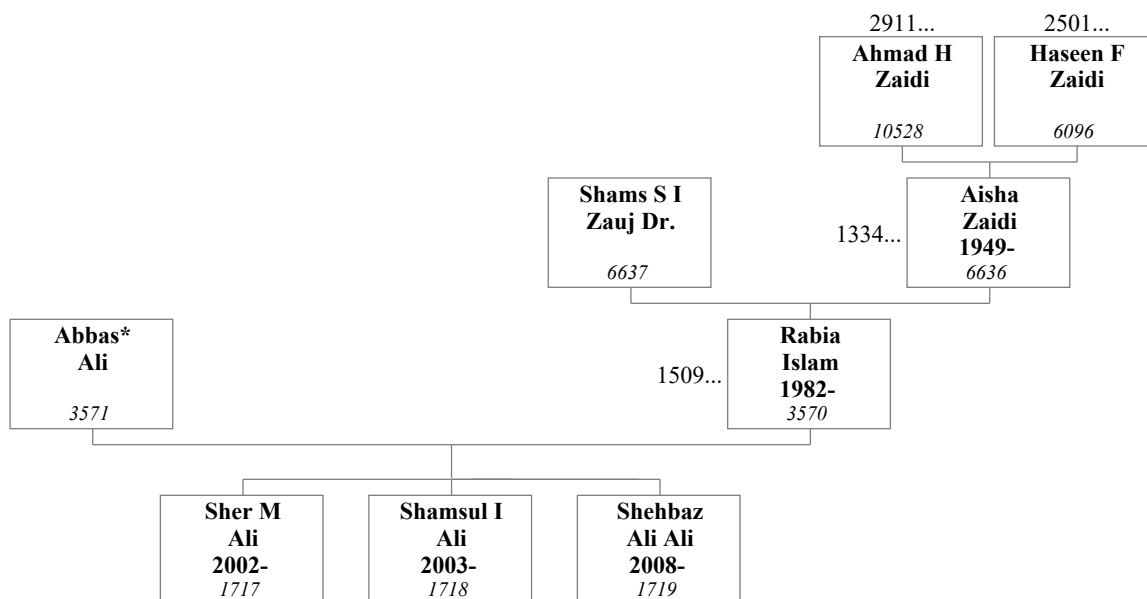 2911...
2501...
Ahmad H
Zaidi
10528
Haseen F
Zaidi
6096
Shams S I
Zauj Dr.
6637
1334...
Aisha
Zaidi
1949-
6636
Abbas*
Ali
3571
1509...
Rabia
Islam
1982-
3570
Sher M
Ali
2002-
1717
Shamsul I
Ali
2003-
1718
Shehbaz
Ali Ali
2008-
1719